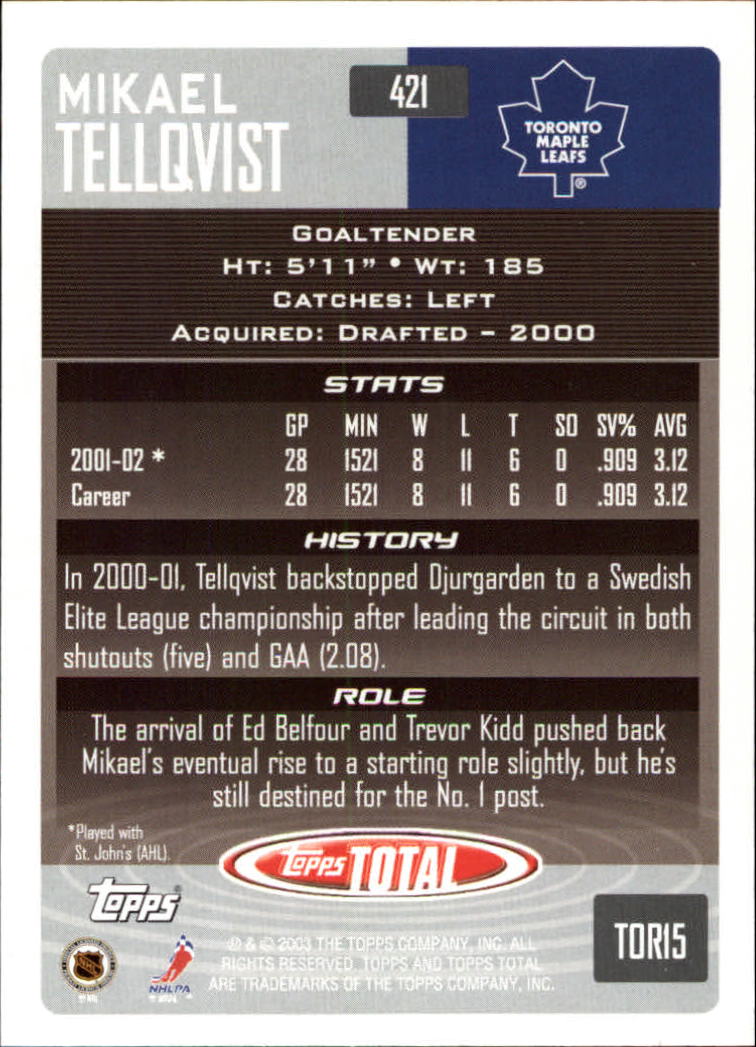 MIKAEL
TELLQVIST
421
TORONTO
MAPLE
LEAFS
®
GOALTENDER
HT: 5'11" • WT: 185
CATCHES: LEFT
ACQUIRED: DRAFTED – 2000
STATS
GP MIN W L T SO SV% AVG
2001-02 * 28 1521 8 11 6 0 .909 3.12
Career 28 1521 8 11 6 0 .909 3.12
HISTORY
In 2000-01, Tellqvist backstopped Djurgarden to a Swedish
Elite League championship after leading the circuit in both
shutouts (five) and GAA (2.08).
ROLE
The arrival of Ed Belfour and Trevor Kidd pushed back
Mikael's eventual rise to a starting role slightly, but he's
still destined for the No. 1 post.
*Played with
St. John's (AHL).
topps TOTAL
topps®
TOR15
NHL
NHLPA
® & © 2003 THE TOPPS COMPANY, INC. ALL
RIGHTS RESERVED. TOPPS AND TOPPS TOTAL
ARE TRADEMARKS OF THE TOPPS COMPANY, INC.